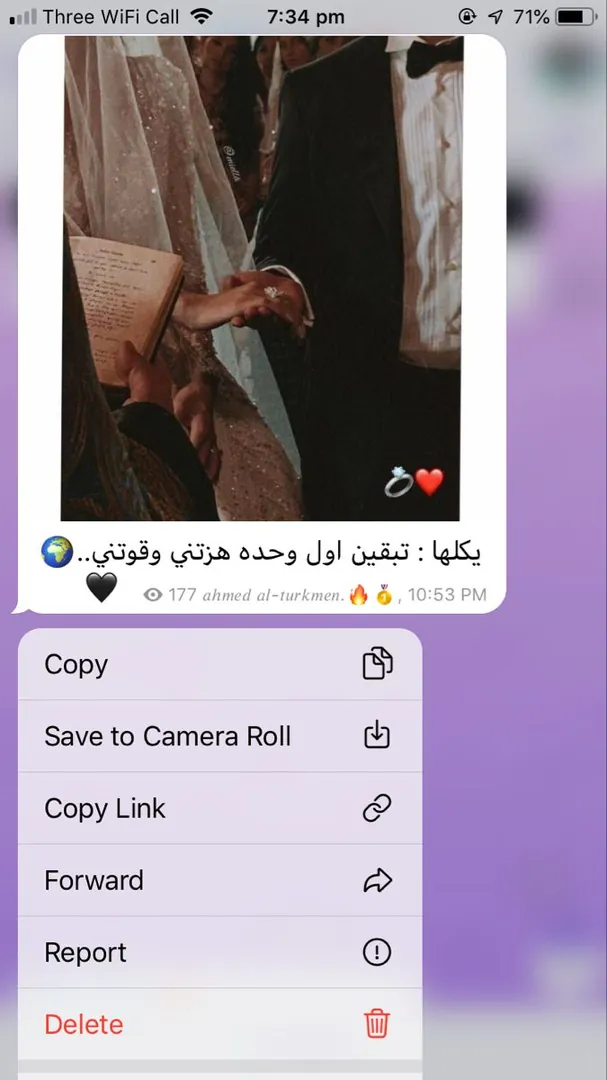 Three WiFi Call 7:34 pm 71%
يكلها : تبقين اول وحده هزتني وقوتني..🌍
🖤
177 ahmed al-turkmen.🔥🏅, 10:53 PM
Copy
Save to Camera Roll
Copy Link
Forward
Report
Delete